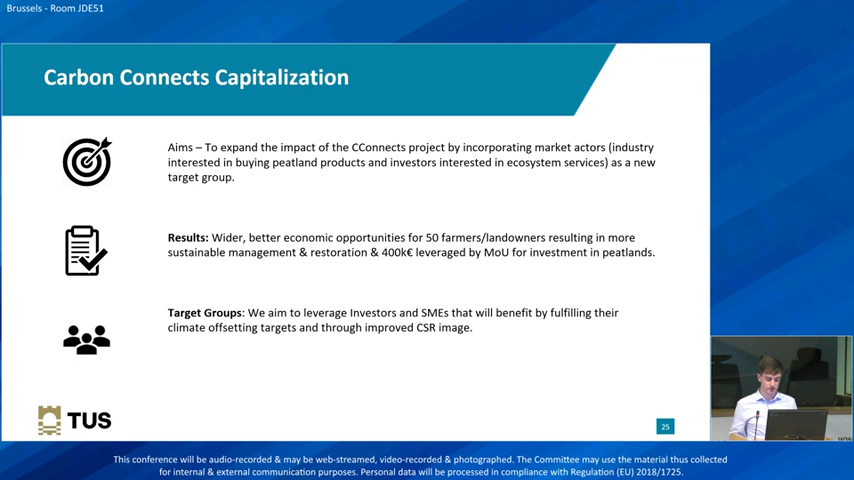 Brussels - Room JDE51
Carbon Connects Capitalization
Aims – To expand the impact of the CConnects project by incorporating market actors (industry
interested in buying peatland products and investors interested in ecosystem services) as a new
target group.
Results: Wider, better economic opportunities for 50 farmers/landowners resulting in more
sustainable management & restoration & 400k€ leveraged by MoU for investment in peatlands.
Target Groups: We aim to leverage Investors and SMEs that will benefit by fulfilling their
climate offsetting targets and through improved CSR image.
TUS
25
This conference will be audio-recorded & may be web-streamed, video-recorded & photographed. The Committee may use the material thus collected
for internal & external communication purposes. Personal data will be processed in compliance with Regulation (EU) 2018/1725.